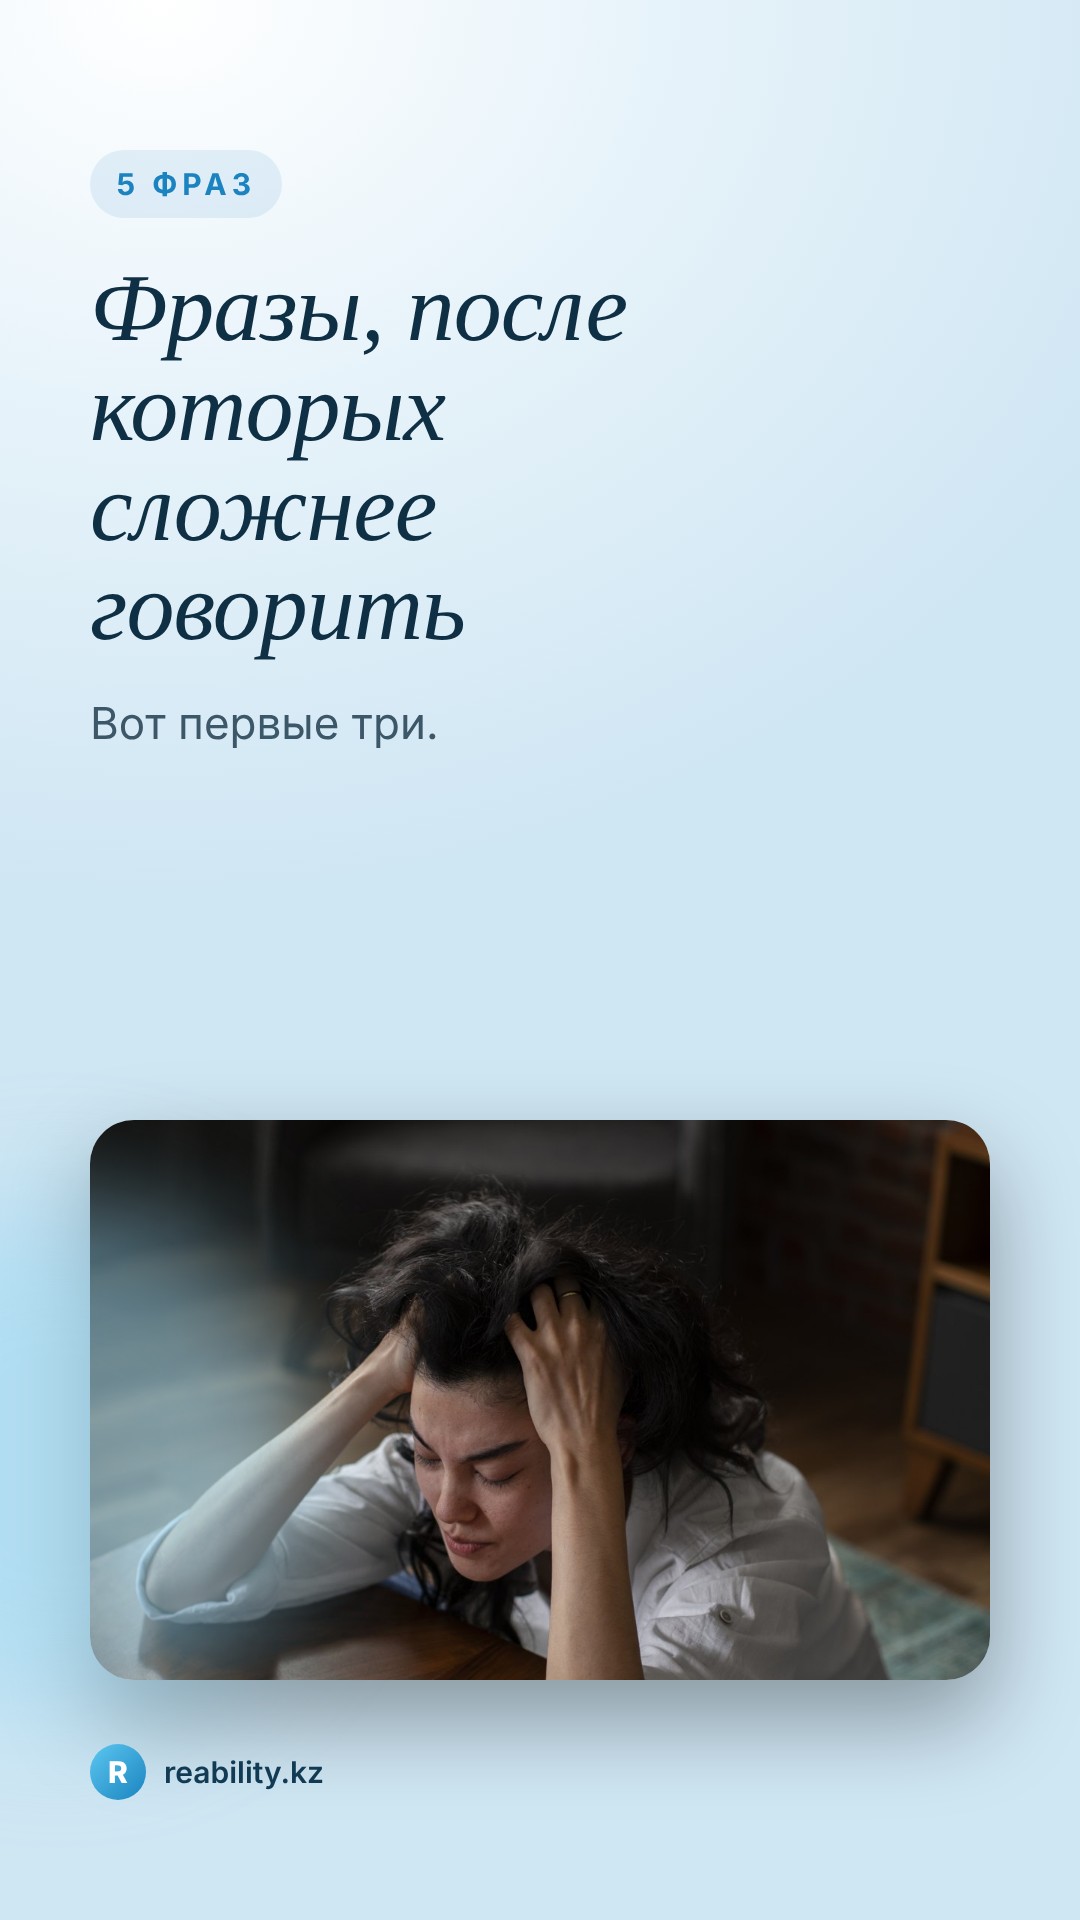 5 ФРАЗ
Фразы, после
которых
сложнее
говорить
Вот первые три.
R reability.kz